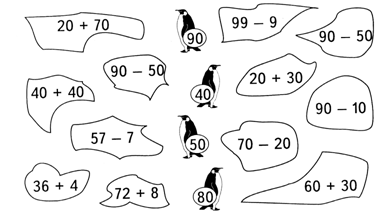 20 + 70
90
99 − 9
90 − 50
90 − 50
40 + 40
40
20 + 30
90 − 10
57 − 7
50
70 − 20
36 + 4
72 + 8
80
60 + 30